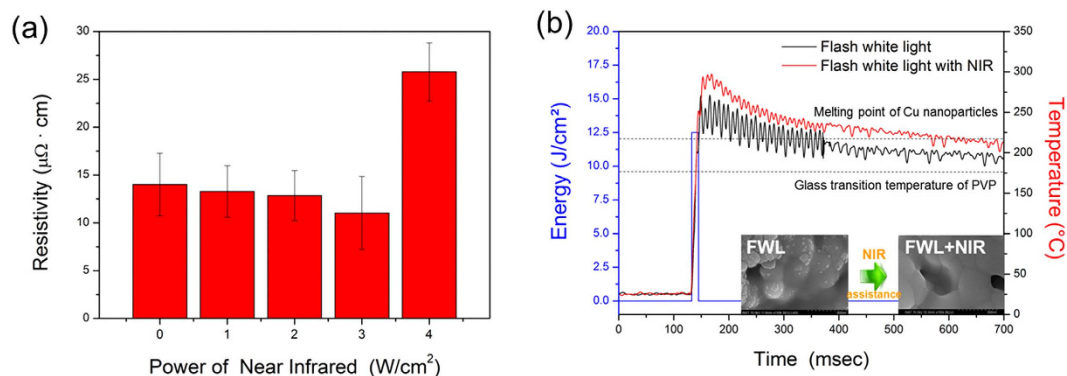 (a)
30
25
20
15
10
5
0
Resistivity (μΩ · cm)
0 1 2 3 4
Power of Near Infrared (W/cm²)
(b)
20.0
17.5
15.0
12.5
10.0
7.5
5.0
2.5
0.0
Energy (J/cm²)
Flash white light
Flash white light with NIR
Melting point of Cu nanoparticles
Glass transition temperature of PVP
FWL
NIR
assistance
FWL+NIR
350
300
250
200
150
100
50
0
Temperature (°C)
0 100 200 300 400 500 600 700
Time (msec)